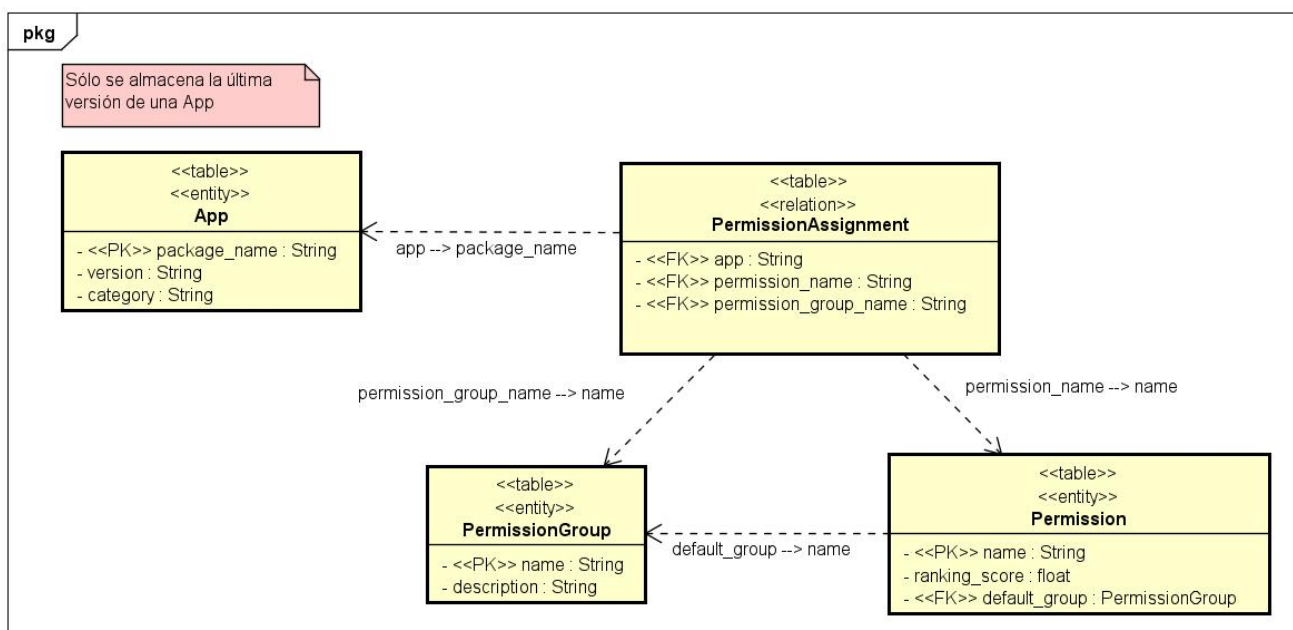 pkg
Sólo se almacena la última
versión de una App
<<table>>
<<entity>>
App
- <<PK>> package_name : String
- version : String
- category : String
app --> package_name
<<table>>
<<relation>>
PermissionAssignment
- <<FK>> app : String
- <<FK>> permission_name : String
- <<FK>> permission_group_name : String
permission_group_name --> name
permission_name --> name
<<table>>
<<entity>>
PermissionGroup
- <<PK>> name : String
- description : String
default_group --> name
<<table>>
<<entity>>
Permission
- <<PK>> name : String
- ranking_score : float
- <<FK>> default_group : PermissionGroup